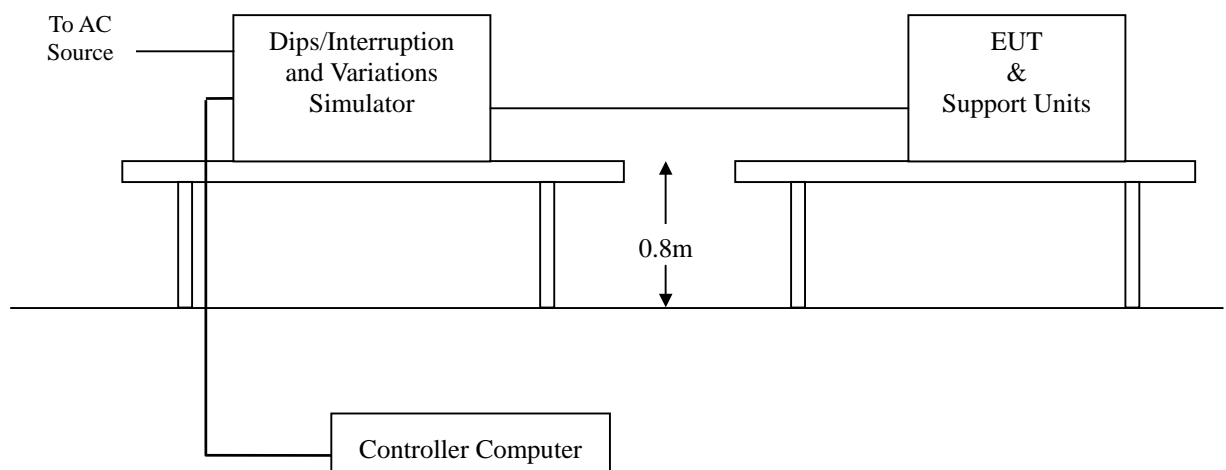 To AC
Source
Dips/Interruption
and Variations
Simulator
EUT
&
Support Units
0.8m
Controller Computer